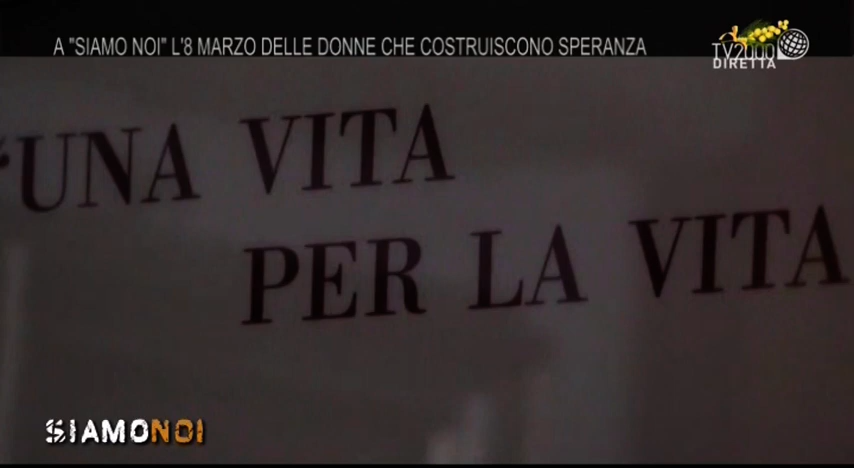 A "SIAMO NOI" L'8 MARZO DELLE DONNE CHE COSTRUISCONO SPERANZA
TV2000
DIRETTA
"UNA VITA
PER LA VITA
SIAMONOI